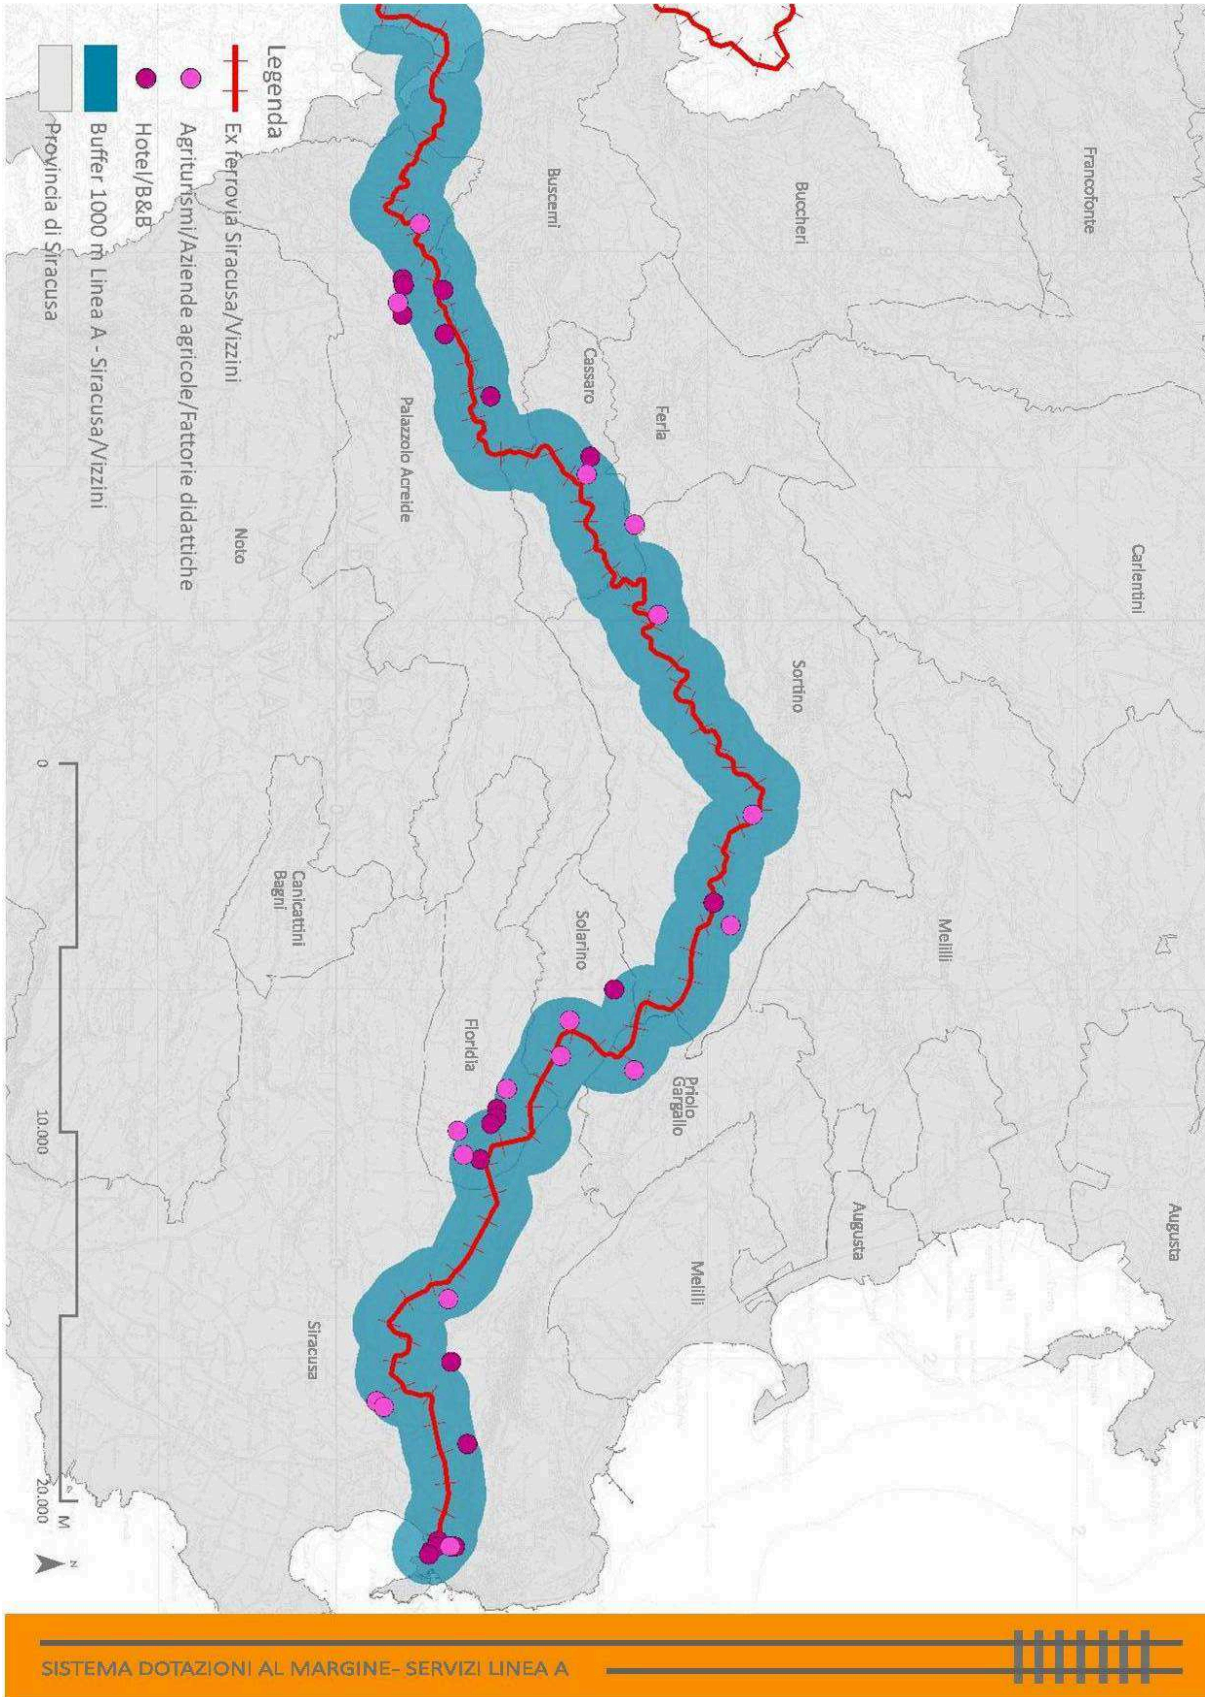 Legenda
Ex ferrovia Siracusa/Vizzini
Agriturismi/Aziende agricole/Fattorie didattiche
Hotel/B&B
Buffer 1000 m Linea A - Siracusa/Vizzini
Provincia di Siracusa
Francofonte
Buccheri
Buscemi
Cassaro
Ferla
Palazzolo Acreide
Noto
Carlentini
Sortino
Canicattini
Bagni
Solarino
Melilli
Floridia
Priolo
Gargallo
Augusta
Augusta
Melilli
Siracusa
0
10.000
20.000
M
N
SISTEMA DOTAZIONI AL MARGINE- SERVIZI LINEA A